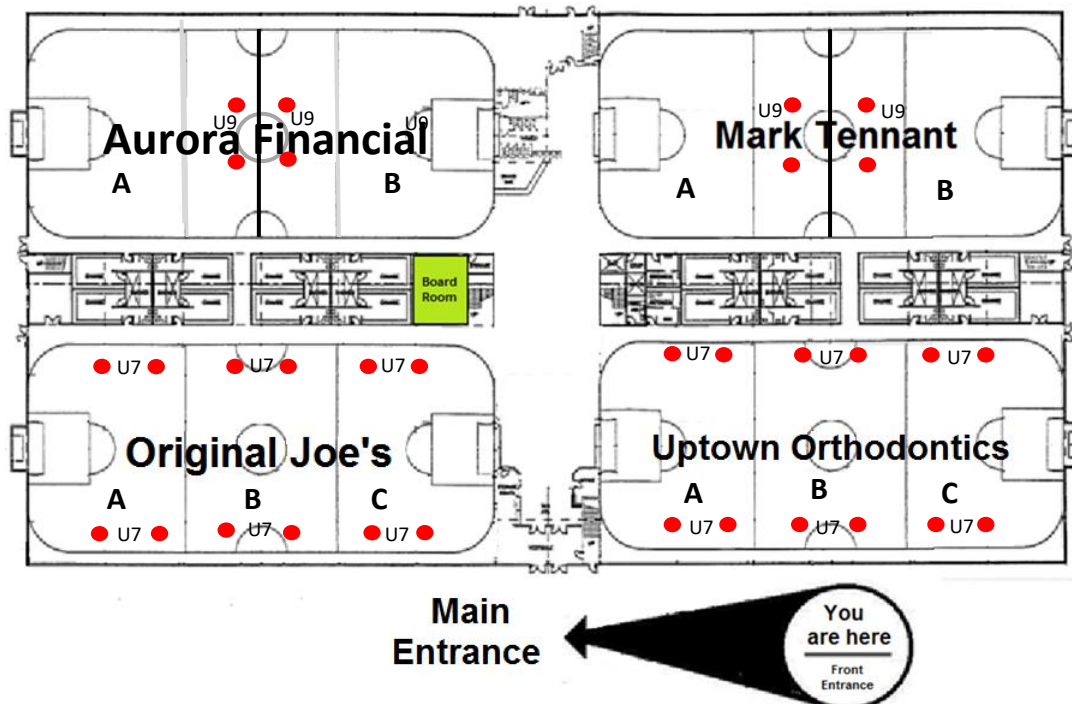 U9
U9
U9
Aurora Financial
A
B
U9
U9
Mark Tennant
A
B
Board
Room
U7
U7
U7
Original Joe's
A
B
C
U7
U7
U7
U7
U7
U7
Uptown Orthodontics
A
B
C
U7
U7
U7
Main
Entrance
You
are here
Front
Entrance